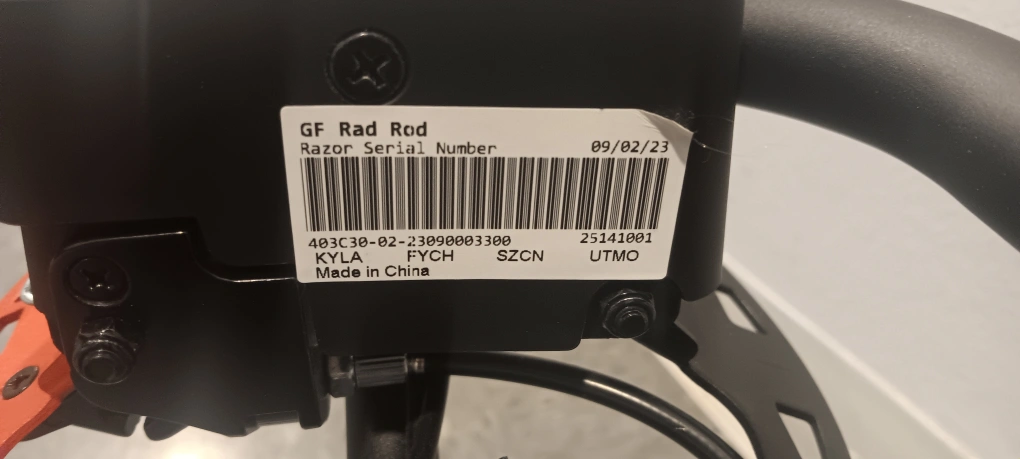 GF Rad Rod
Razor Serial Number 09/02/23
403C30-02-23090003300 25141001
KYLA FYCH SZCN UTMO
Made in China